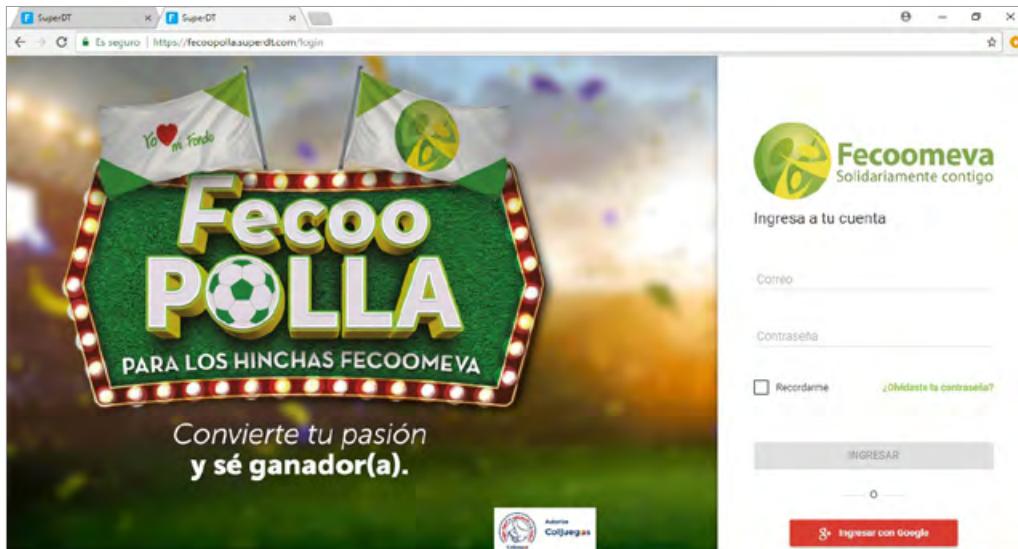 SuperDT
SuperDT
Es seguro | https://fecoopolla.superdt.com/login
Yo mi Fondo
Fecoo
POLLA
PARA LOS HINCHAS FECOOMEVA
Convierte tu pasión
y sé ganador(a).
Autoriza
Coljuegos
Fecoomeva
Solidariamente contigo
Ingresa a tu cuenta
Correo
Contraseña
Recordarme
¿Olvidaste tu contraseña?
INGRESAR
O
g+ Ingresar con Google